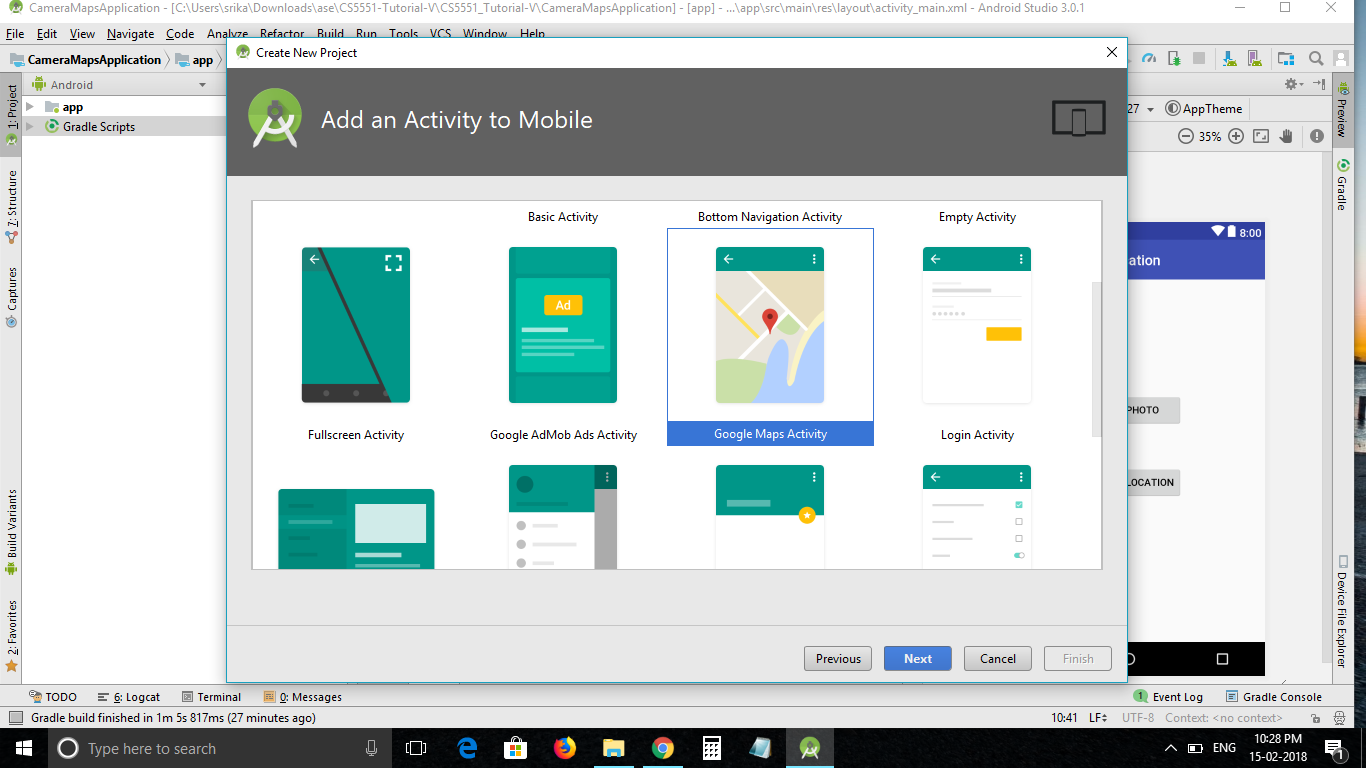 CameraMapsApplication - [C:\Users\srika\Downloads\ase\CS5551-Tutorial-V\CS5551_Tutorial-V\CameraMapsApplication] - [app] - ...\app\src\main\res\layout\activity_main.xml - Android Studio 3.0.1
File Edit View Navigate Code Analyze Refactor Build Run Tools VCS Window Help
CameraMapsApplication app
Create New Project
Android
app
Gradle Scripts
1: Project
7: Structure
Captures
Build Variants
2: Favorites
Add an Activity to Mobile
Basic Activity Bottom Navigation Activity Empty Activity
Ad
Fullscreen Activity Google AdMob Ads Activity Google Maps Activity Login Activity
Previous Next Cancel Finish
27 AppTheme
35%
8:00
ation
PHOTO
LOCATION
Preview
Gradle
Device File Explorer
TODO 6: Logcat Terminal 0: Messages 1 Event Log Gradle Console
Gradle build finished in 1m 5s 817ms (27 minutes ago) 10:41 LF UTF-8 Context: <no context>
Type here to search ENG 10:28 PM
15-02-2018 1